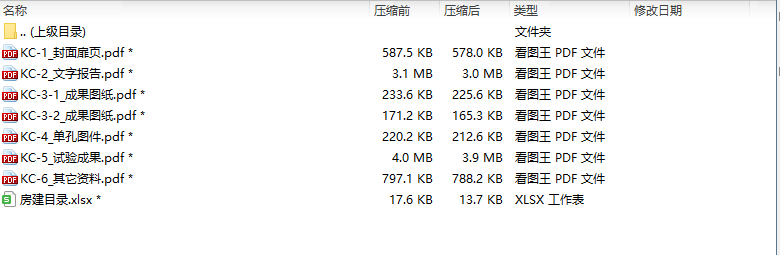 名称 压缩前 压缩后 类型 修改日期
.. (上级目录) 文件夹
KC-1_封面扉页.pdf * 587.5 KB 578.0 KB 看图王 PDF 文件
KC-2_文字报告.pdf * 3.1 MB 3.0 MB 看图王 PDF 文件
KC-3-1_成果图纸.pdf * 233.6 KB 225.6 KB 看图王 PDF 文件
KC-3-2_成果图纸.pdf * 171.2 KB 165.3 KB 看图王 PDF 文件
KC-4_单孔图件.pdf * 220.2 KB 212.6 KB 看图王 PDF 文件
KC-5_试验成果.pdf * 4.0 MB 3.9 MB 看图王 PDF 文件
KC-6_其它资料.pdf * 797.1 KB 788.2 KB 看图王 PDF 文件
房建目录.xlsx * 17.6 KB 13.7 KB XLSX 工作表